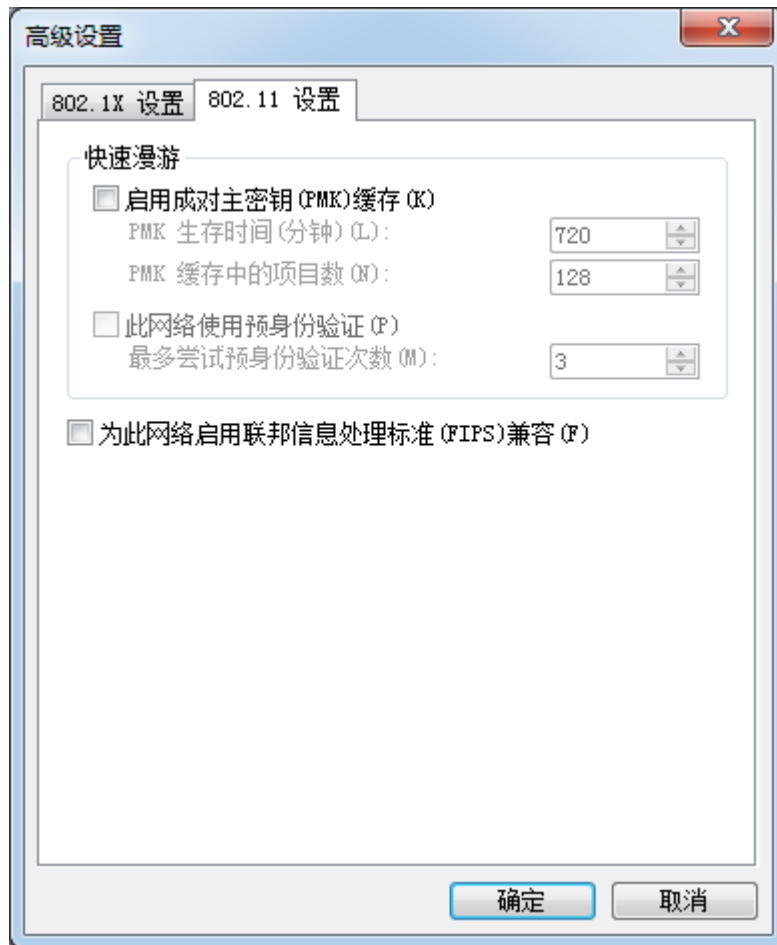 高级设置
802.1X 设置 802.11 设置
快速漫游
启用成对主密钥(PMK)缓存(K)
PMK 生存时间(分钟)(L): 720
PMK 缓存中的项目数(N): 128
此网络使用预身份验证(P)
最多尝试预身份验证次数(M): 3
为此网络启用联邦信息处理标准(FIPS)兼容(F)
确定 取消